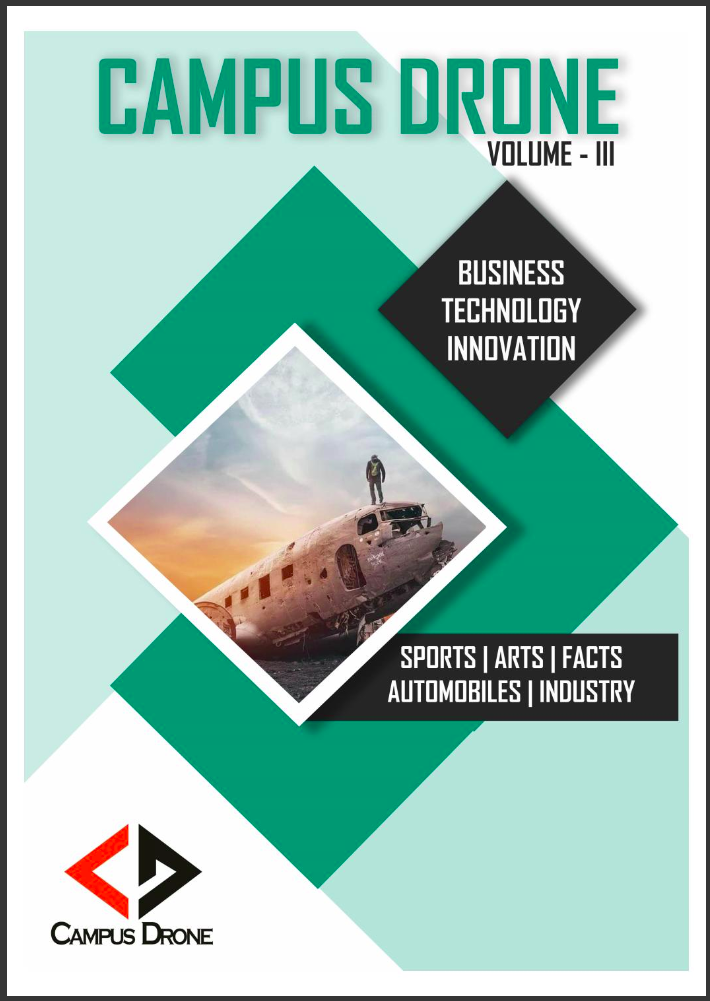 CAMPUS DRONE
VOLUME - III
BUSINESS
TECHNOLOGY
INNOVATION
SPORTS | ARTS | FACTS
AUTOMOBILES | INDUSTRY
CAMPUS DRONE